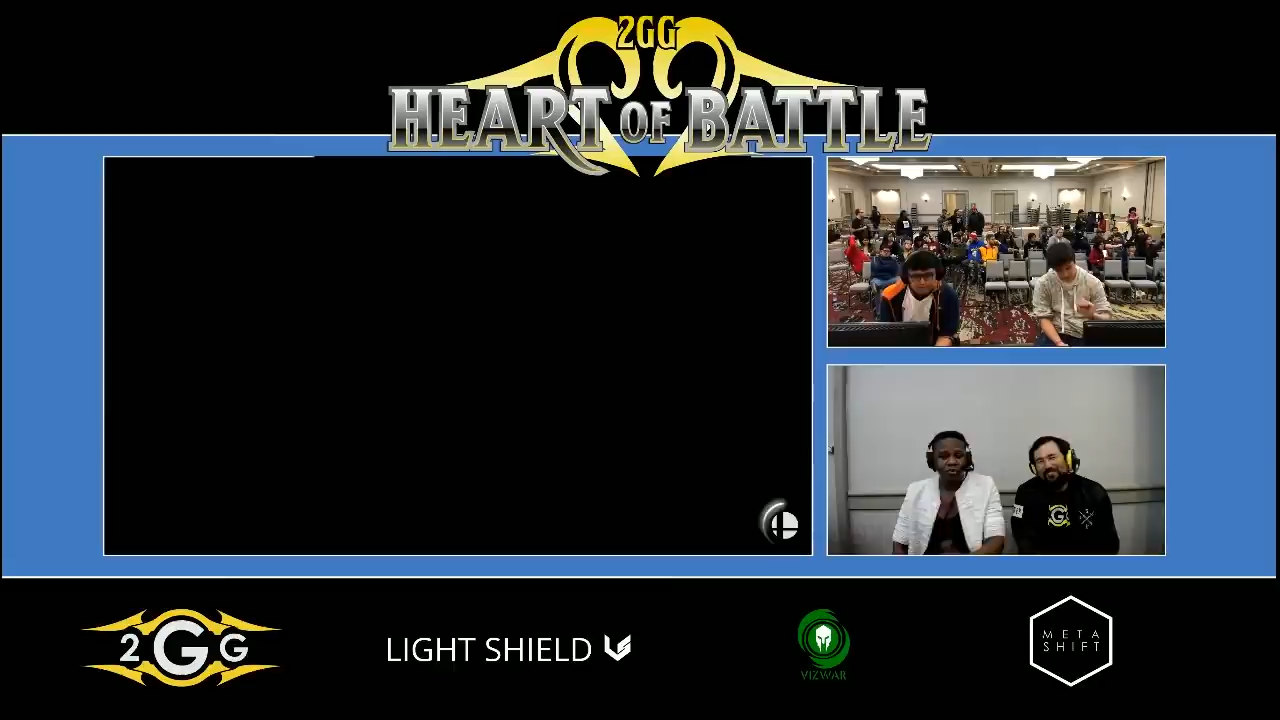 2GG
HEART OF BATTLE
2GG
LIGHT SHIELD
VIZWAR
META
SHIFT